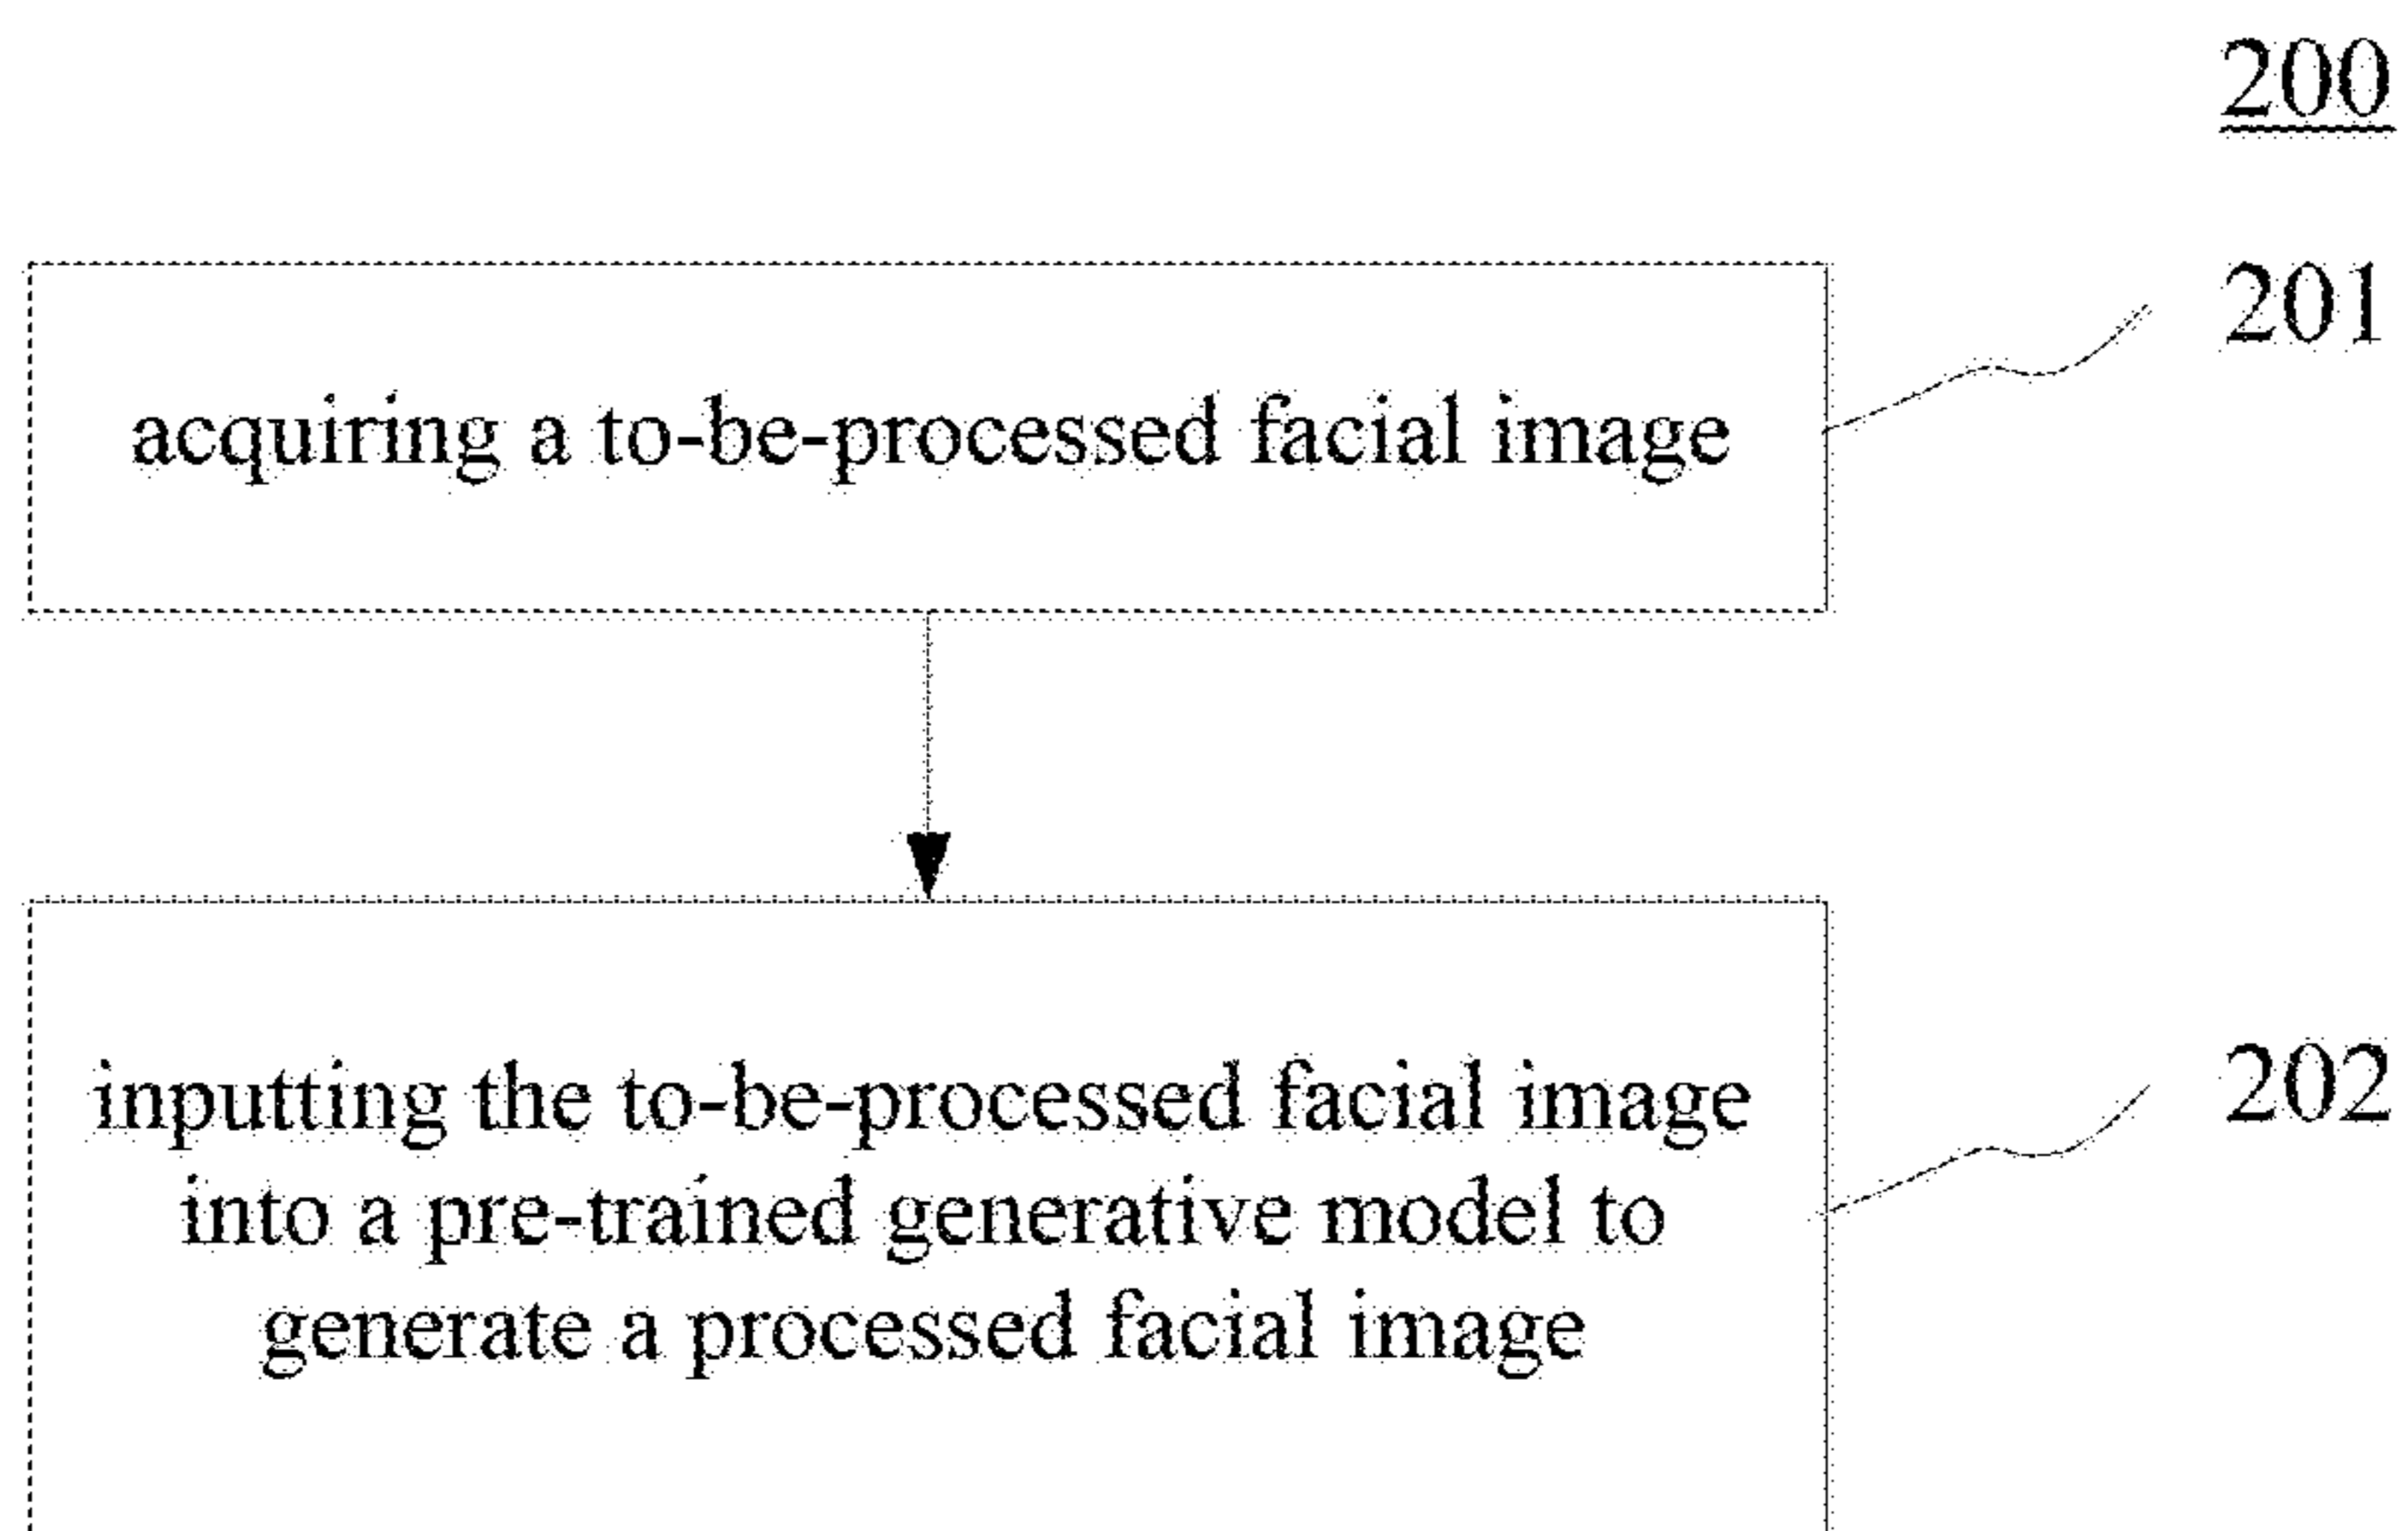 200
201
acquiring a to-be-processed facial image
202
inputting the to-be-processed facial image
into a pre-trained generative model to
generate a processed facial image